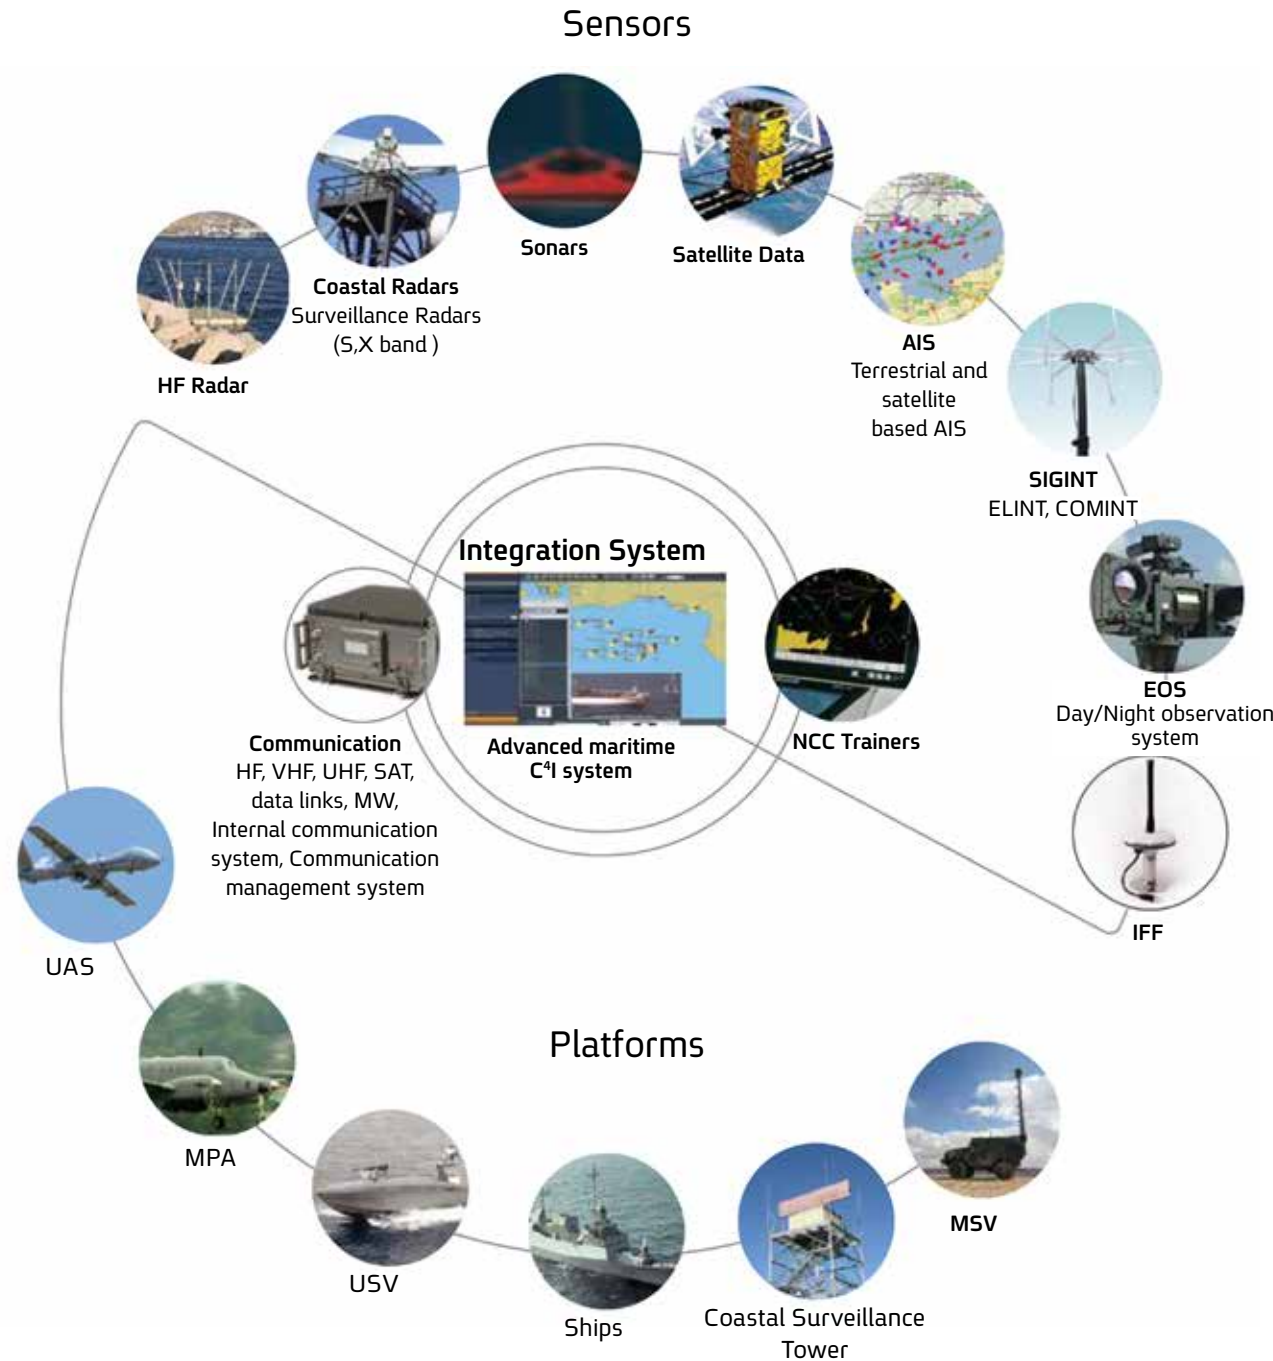 Sensors
Sonars
Satellite Data
Coastal Radars
Surveillance Radars
(S,X band )
HF Radar
AIS
Terrestrial and
satellite
based AIS
SIGINT
ELINT, COMINT
Integration System
Advanced maritime
C⁴I system
Communication
HF, VHF, UHF, SAT,
data links, MW,
Internal communication
system, Communication
management system
NCC Trainers
EOS
Day/Night observation
system
IFF
UAS
Platforms
MPA
USV
Ships
Coastal Surveillance
Tower
MSV